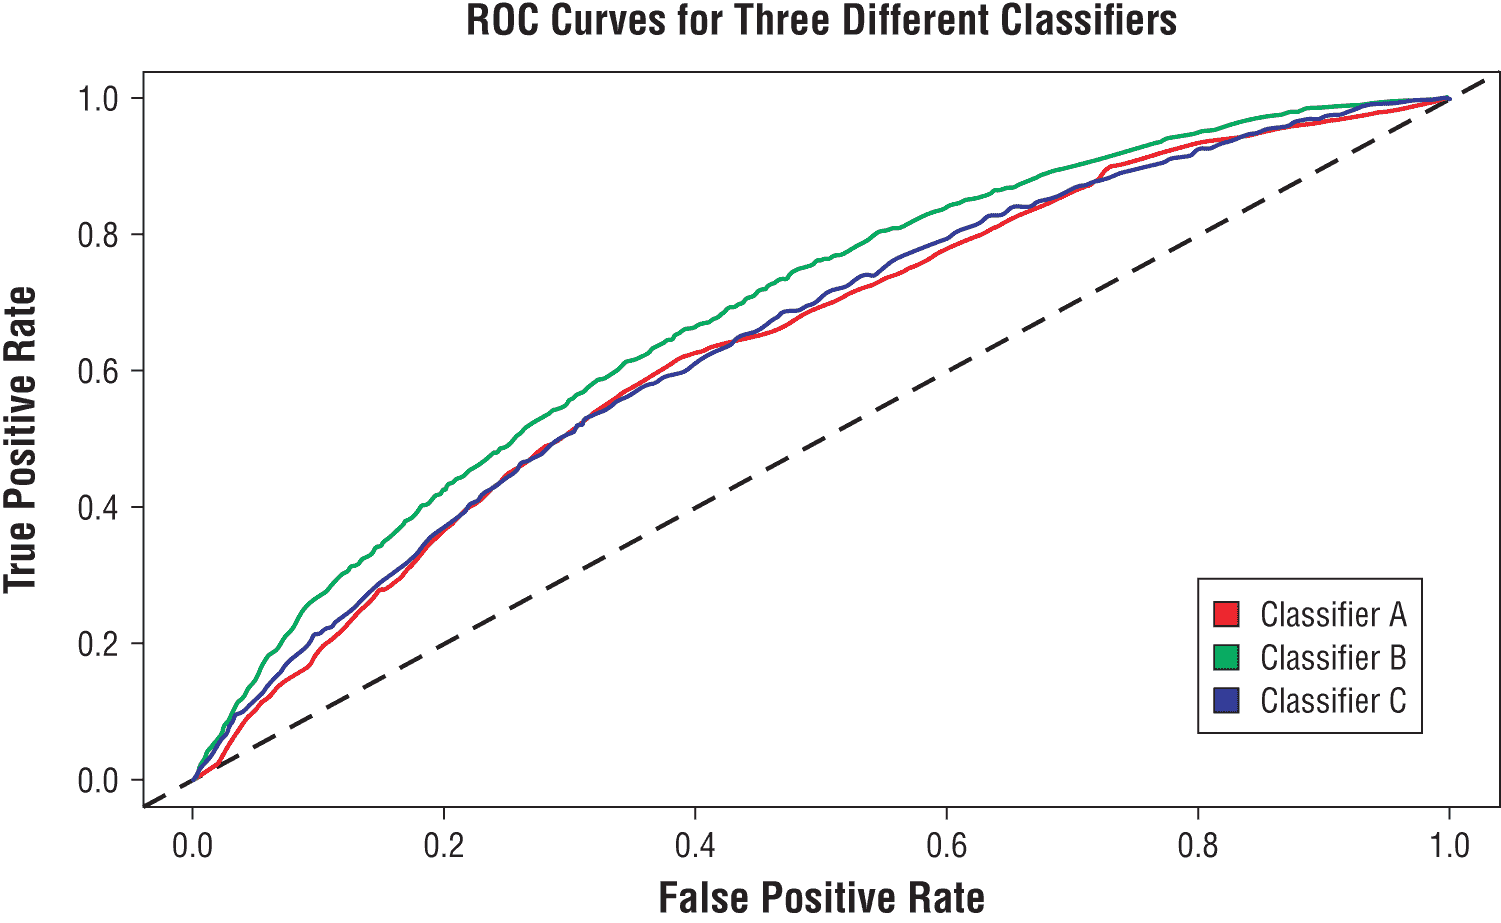 ROC Curves for Three Different Classifiers
True Positive Rate
1.0
0.8
0.6
0.4
0.2
0.0
Classifier A
Classifier B
Classifier C
0.0 0.2 0.4 0.6 0.8 1.0
False Positive Rate